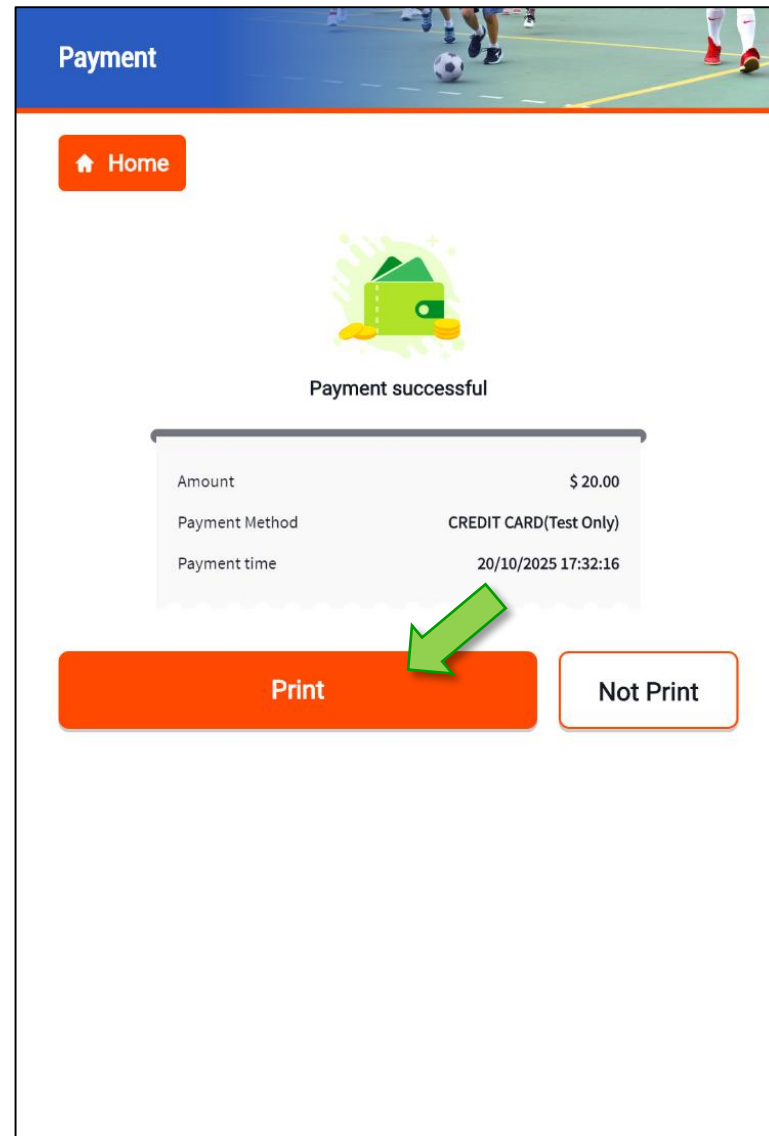 Payment
Home
Payment successful
Amount $ 20.00
Payment Method CREDIT CARD(Test Only)
Payment time 20/10/2025 17:32:16
Print Not Print